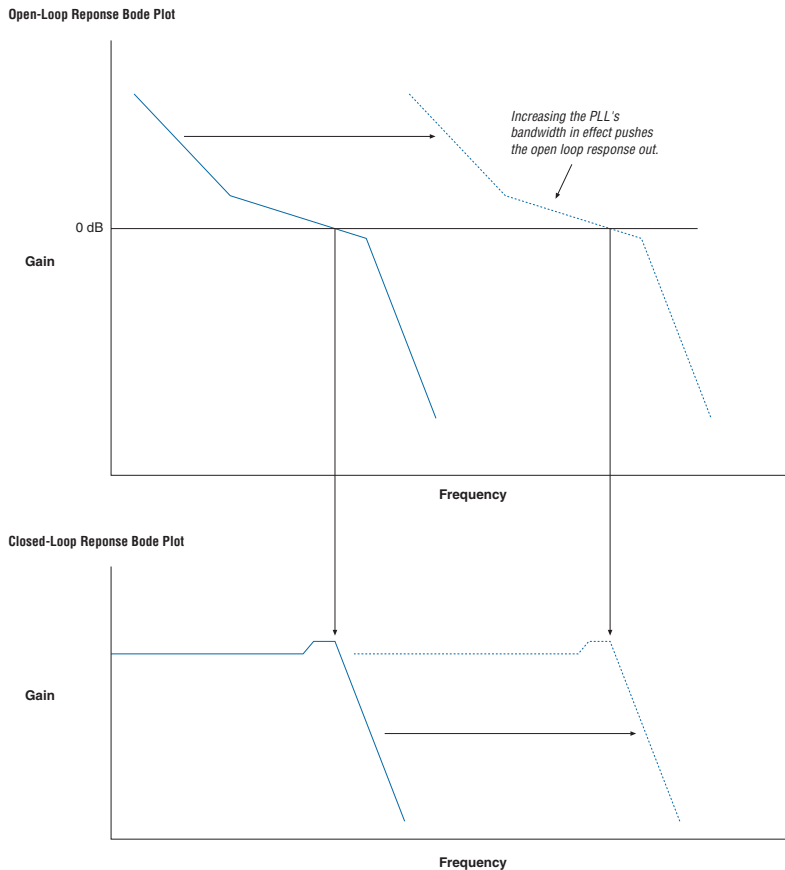 Open-Loop Reponse Bode Plot
Increasing the PLL's
bandwidth in effect pushes
the open loop response out.
0 dB
Gain
Frequency
Closed-Loop Reponse Bode Plot
Gain
Frequency